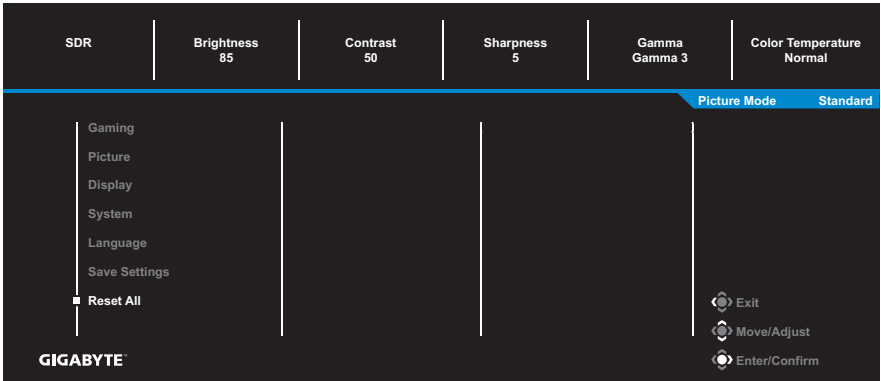 SDR Brightness Contrast Sharpness Gamma Color Temperature
85 50 5 Gamma 3 Normal
Picture Mode Standard
Gaming
Picture
Display
System
Language
Save Settings
Reset All
Exit
Move/Adjust
GIGABYTE™ Enter/Confirm